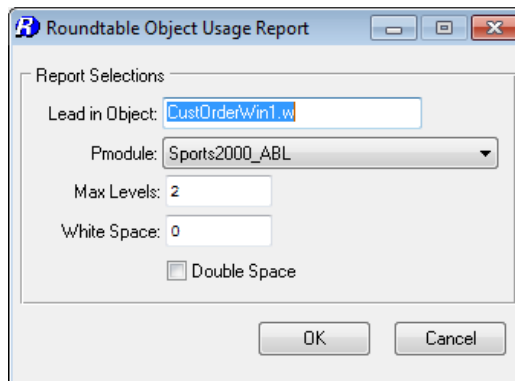 Roundtable Object Usage Report
Report Selections
Lead in Object: CustOrderWin1.w
Pmodule: Sports2000_ABL
Max Levels: 2
White Space: 0
Double Space
OK Cancel